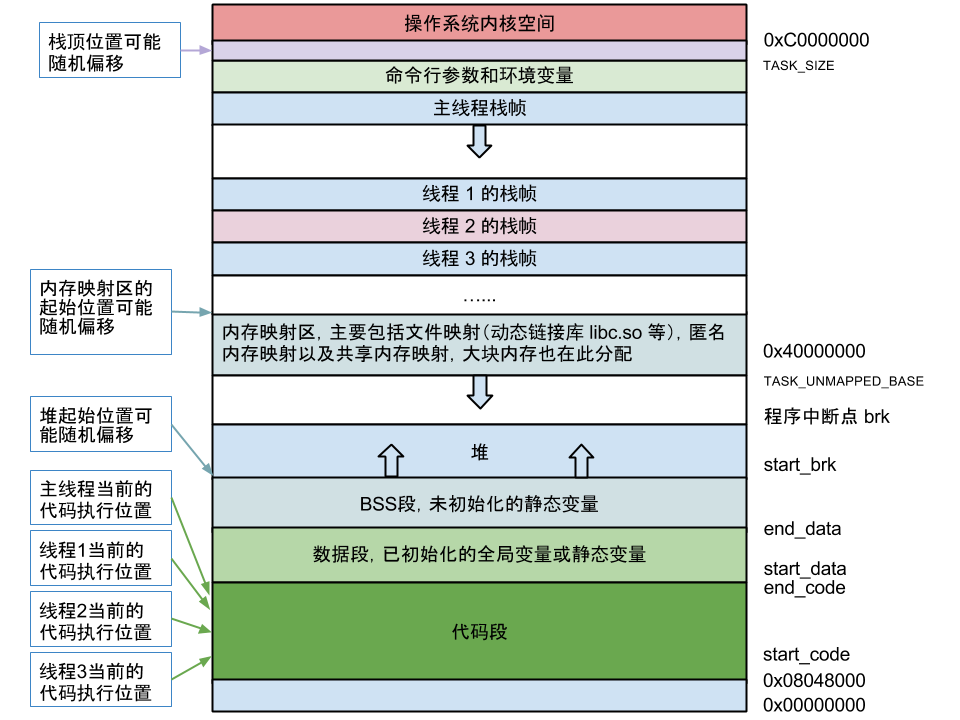 操作系统内核空间
栈顶位置可能
随机偏移
0xC0000000
TASK_SIZE
命令行参数和环境变量
主线程栈帧
线程 1 的栈帧
线程 2 的栈帧
线程 3 的栈帧
内存映射区的
起始位置可能
随机偏移
…...
内存映射区，主要包括文件映射（动态链接库 libc.so 等），匿名
内存映射以及共享内存映射，大块内存也在此分配
0x40000000
TASK_UNMAPPED_BASE
程序中断点 brk
堆起始位置可
能随机偏移
堆
start_brk
主线程当前的
代码执行位置
BSS段，未初始化的静态变量
end_data
线程1当前的
代码执行位置
数据段，已初始化的全局变量或静态变量
start_data
end_code
线程2当前的
代码执行位置
代码段
线程3当前的
代码执行位置
start_code
0x08048000
0x00000000